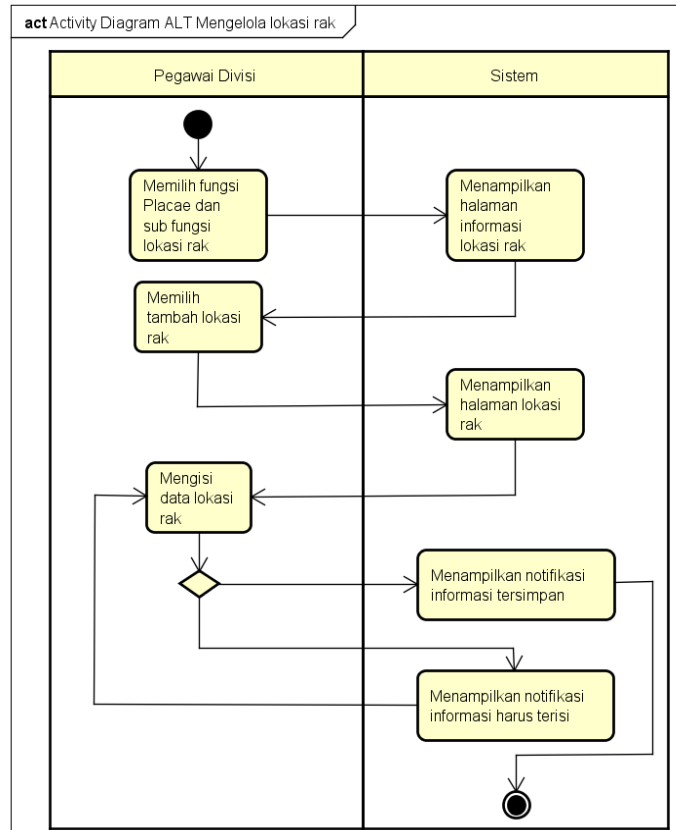 act Activity Diagram ALT Mengelola lokasi rak
Pegawai Divisi
Sistem
Memilih fungsi
Placae dan
sub fungsi
lokasi rak
Menampilkan
halaman
informasi
lokasi rak
Memilih
tambah lokasi
rak
Menampilkan
halaman lokasi
rak
Mengisi
data lokasi
rak
Menampilkan notifikasi
informasi tersimpan
Menampilkan notifikasi
informasi harus terisi